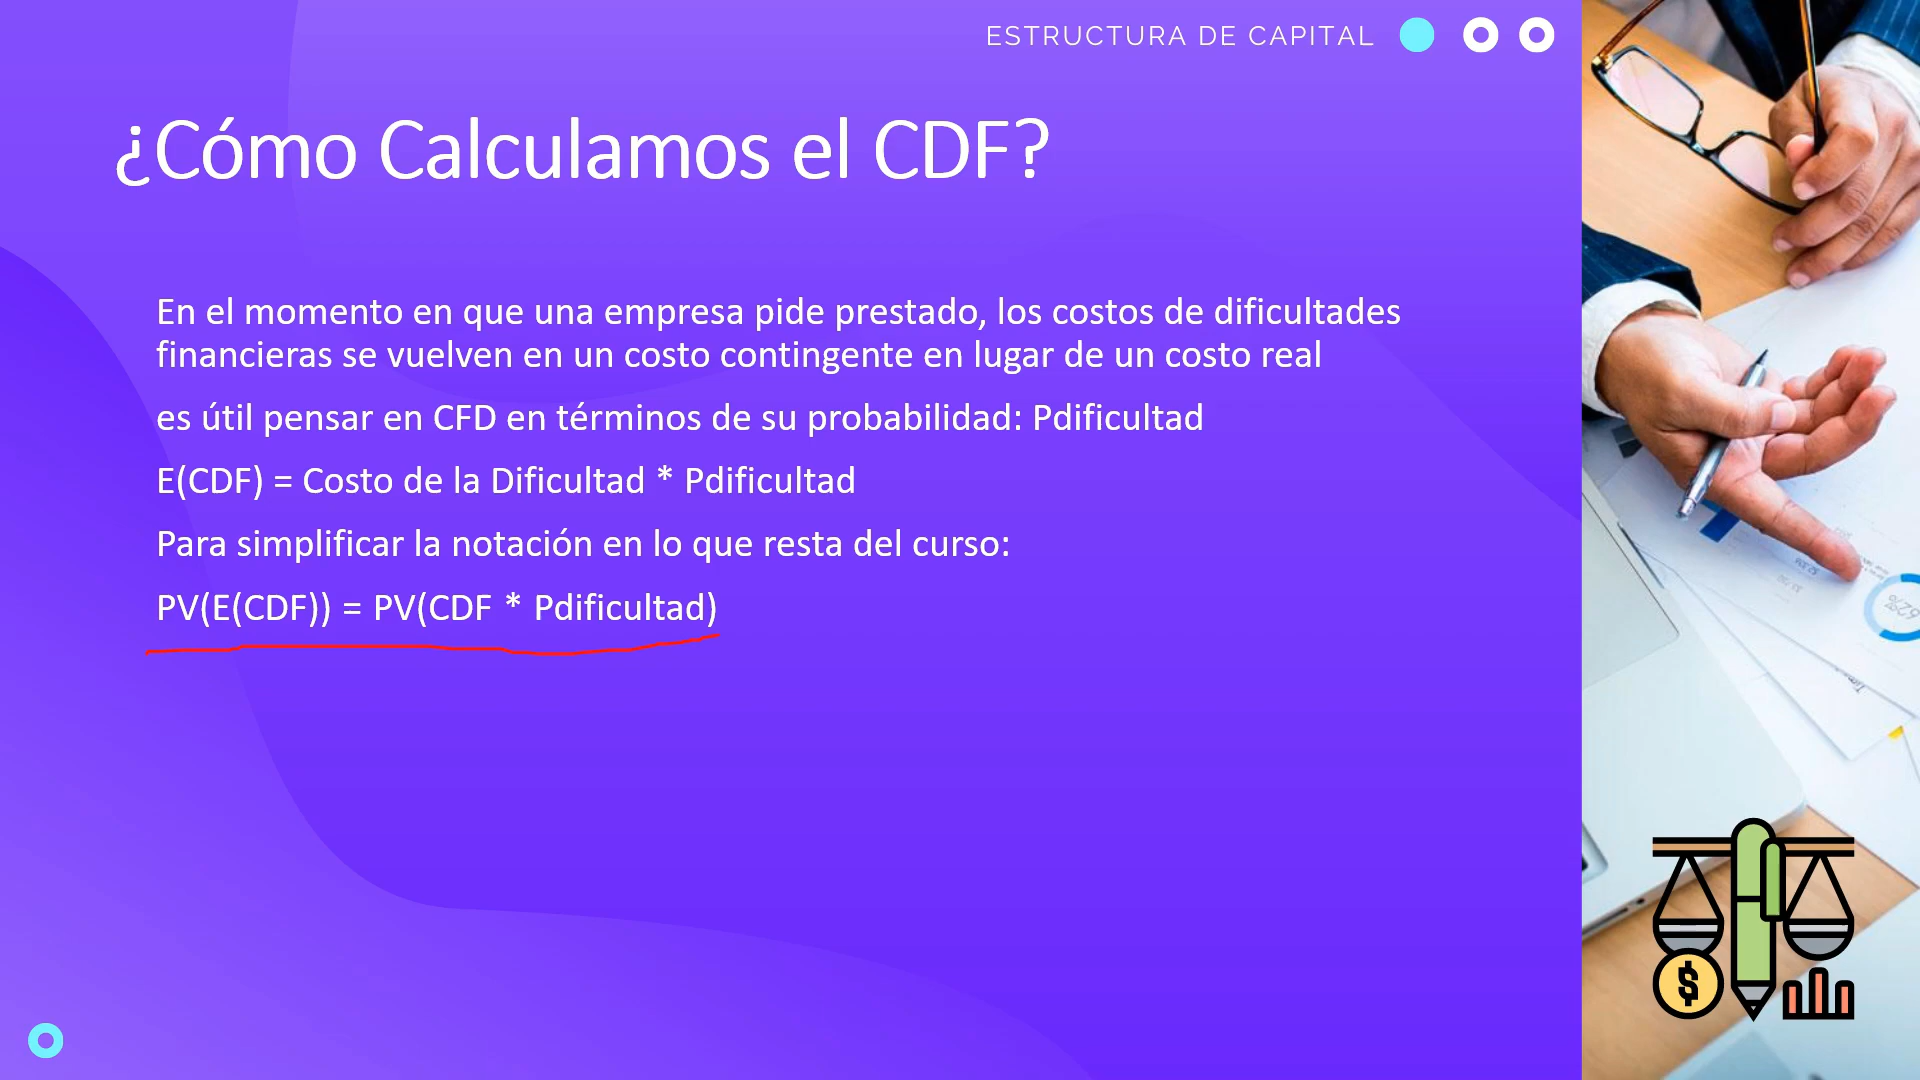 ESTRUCTURA DE CAPITAL
¿Cómo Calculamos el CDF?
En el momento en que una empresa pide prestado, los costos de dificultades
financieras se vuelven en un costo contingente en lugar de un costo real
es útil pensar en CFD en términos de su probabilidad: Pdificultad
E(CDF) = Costo de la Dificultad * Pdificultad
Para simplificar la notación en lo que resta del curso:
PV(E(CDF)) = PV(CDF * Pdificultad)
62%
$